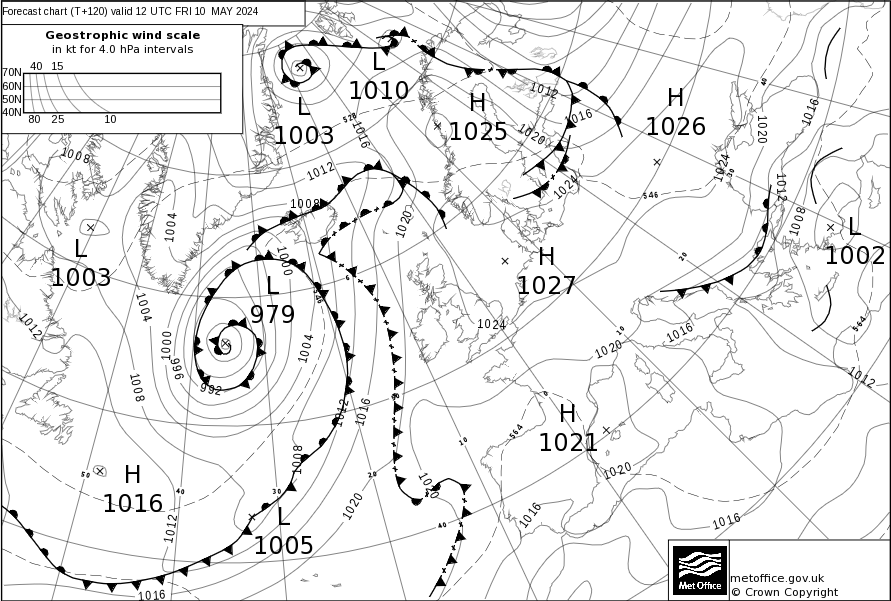 Forecast chart (T+120) valid 12 UTC FRI 10 MAY 2024
Geostrophic wind scale
in kt for 4.0 hPa intervals
40 15
70N
60N
50N
40N
80 25 10
L
1003
L
1010
H
1025
H
1026
1012
1016
1020
1024
546
528
1016
1012
1008
1008
1004
L
1003
1012
1020
1000
H
1027
1024
1020
1016
1012
1008
L
1002
564
1012
L
979
546
1004
1000
996
992
1004
1008
1012
1016
1008
1024
1020
1016
H
1021
564
1020
1016
1016
H
1016
L
1005
1012
1016
1020
1020
50
40
30
20
10
40
10
20
30
40
0
Met Office
metoffice.gov.uk
© Crown Copyright